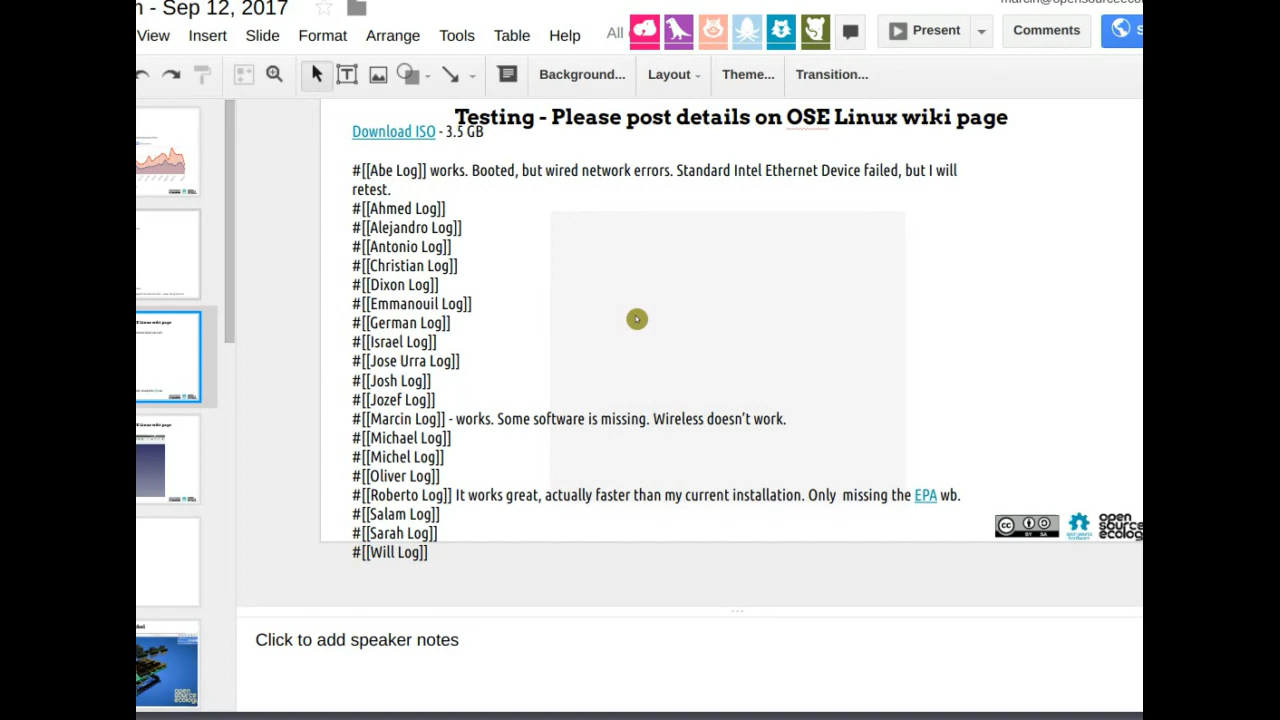 - Sep 12, 2017
View Insert Slide Format Arrange Tools Table Help All
Present Comments
Background... Layout Theme... Transition...
Testing - Please post details on OSE Linux wiki page
Download ISO - 3.5 GB
#[[Abe Log]] works. Booted, but wired network errors. Standard Intel Ethernet Device failed, but I will
retest.
#[[Ahmed Log]]
#[[Alejandro Log]]
#[[Antonio Log]]
#[[Christian Log]]
#[[Dixon Log]]
#[[Emmanouil Log]]
#[[German Log]]
#[[Israel Log]]
#[[Jose Urra Log]]
#[[Josh Log]]
#[[Jozef Log]]
#[[Marcin Log]] - works. Some software is missing. Wireless doesn't work.
#[[Michael Log]]
#[[Michel Log]]
#[[Oliver Log]]
#[[Roberto Log]] It works great, actually faster than my current installation. Only missing the EPA wb.
#[[Salam Log]]
#[[Sarah Log]]
#[[Will Log]]
cc BY SA
open source ecology
Click to add speaker notes